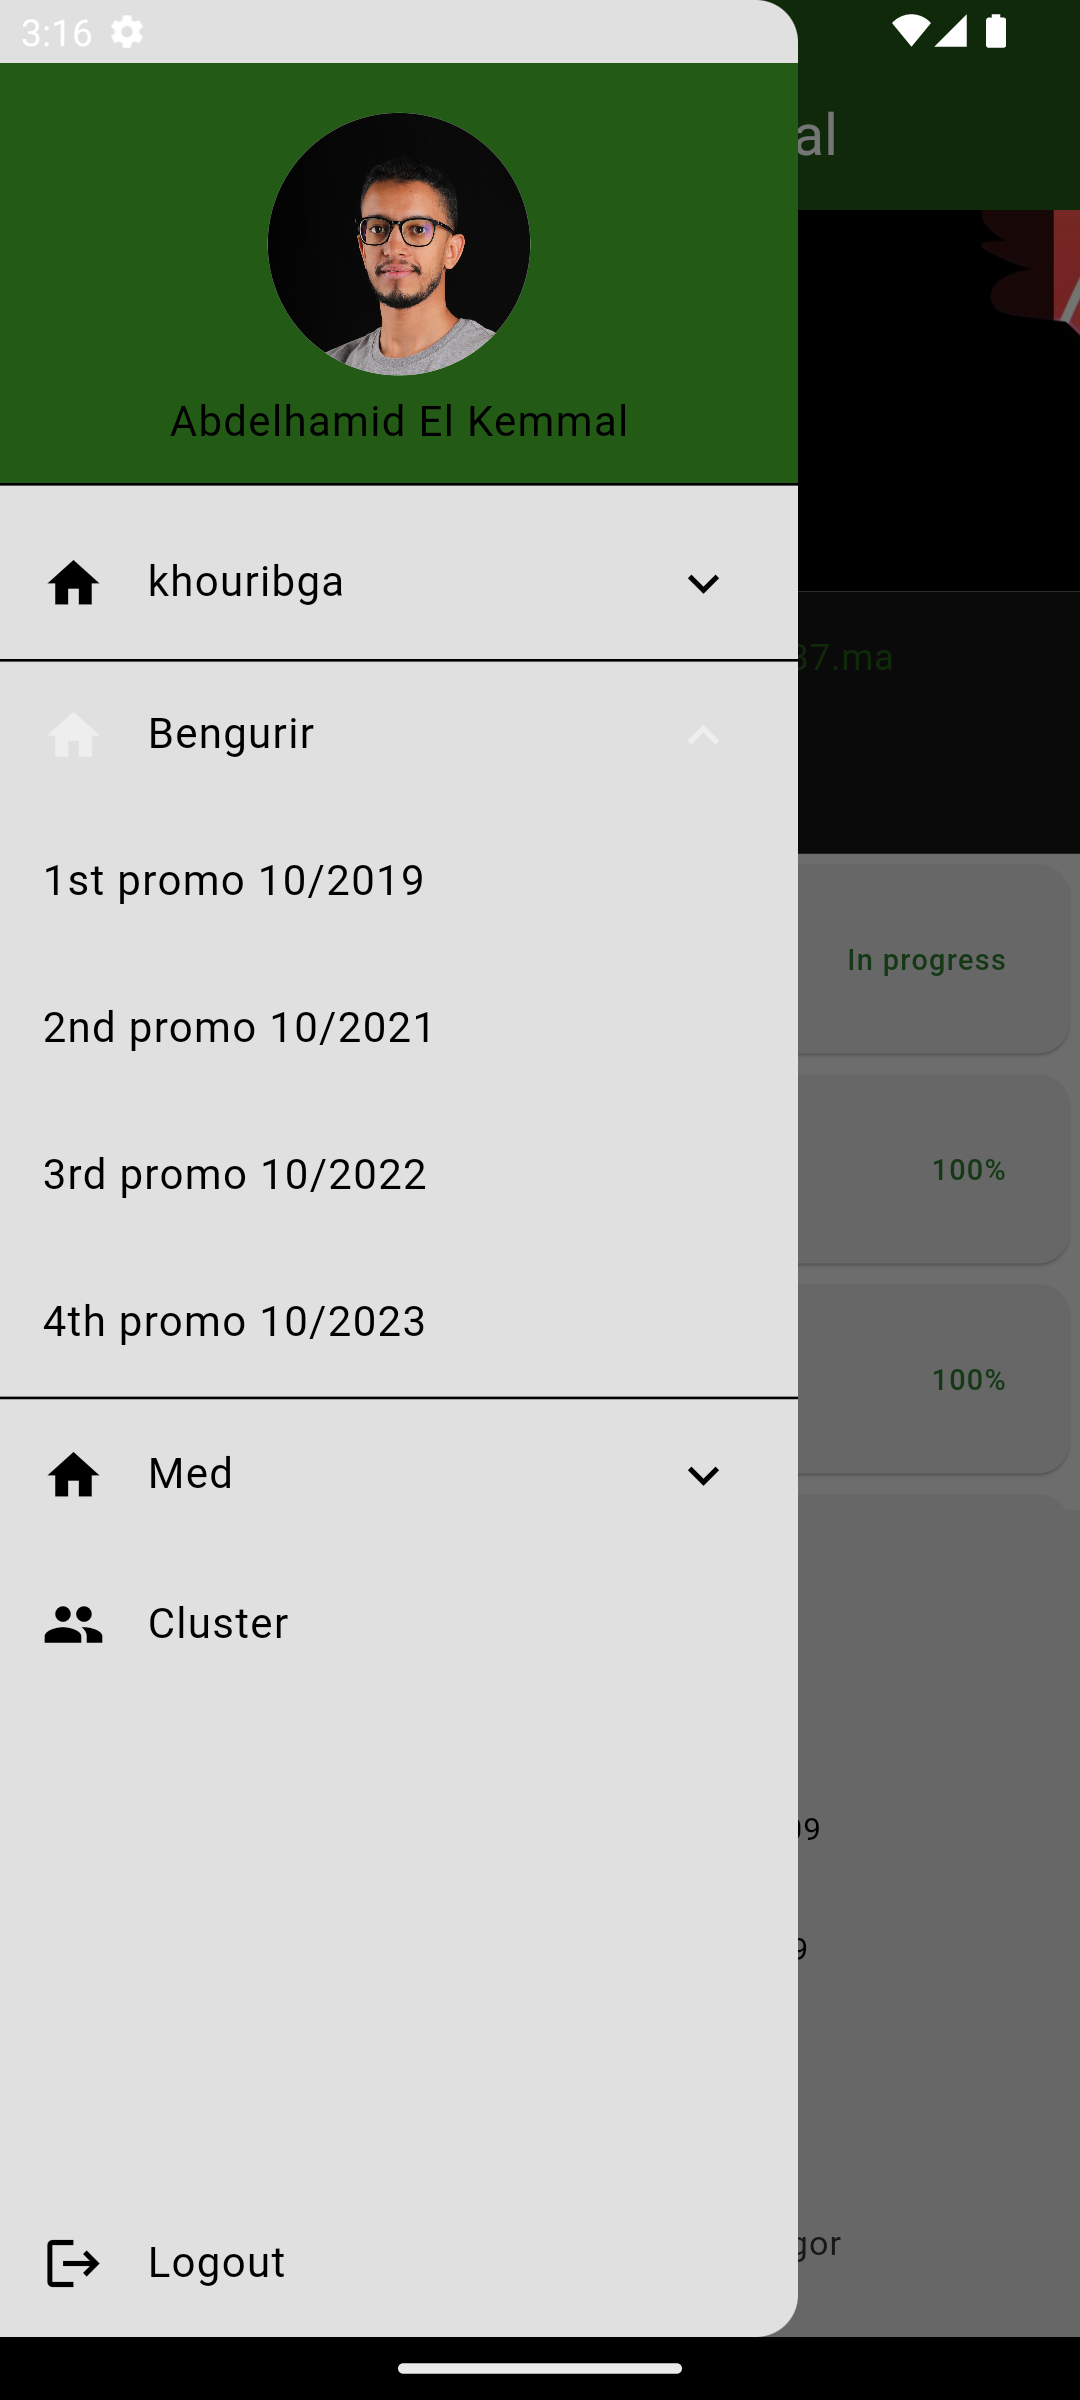 3:16
al
Abdelhamid El Kemmal
khouribga
37.ma
Bengurir
1st promo 10/2019
In progress
2nd promo 10/2021
100%
3rd promo 10/2022
4th promo 10/2023
100%
Med
Cluster
09
9
gor
Logout